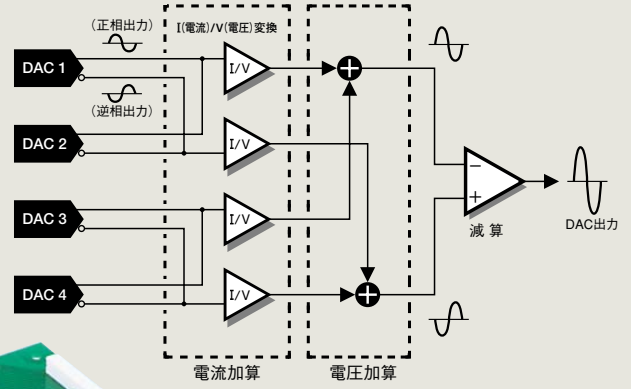 (正相出力)
I(電流)/V(電圧)変換
DAC 1
I/V
(逆相出力)
DAC 2
I/V
DAC 3
I/V
DAC 4
I/V
+
+
−
+
減 算
DAC出力
電流加算
電圧加算